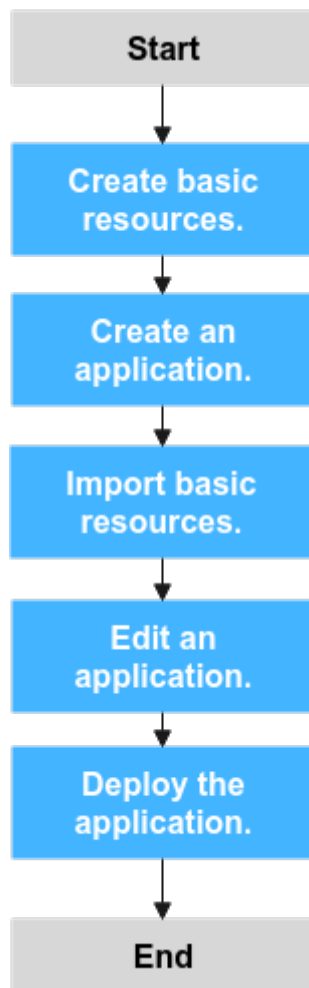 Start
Create basic
resources.
Create an
application.
Import basic
resources.
Edit an
application.
Deploy the
application.
End